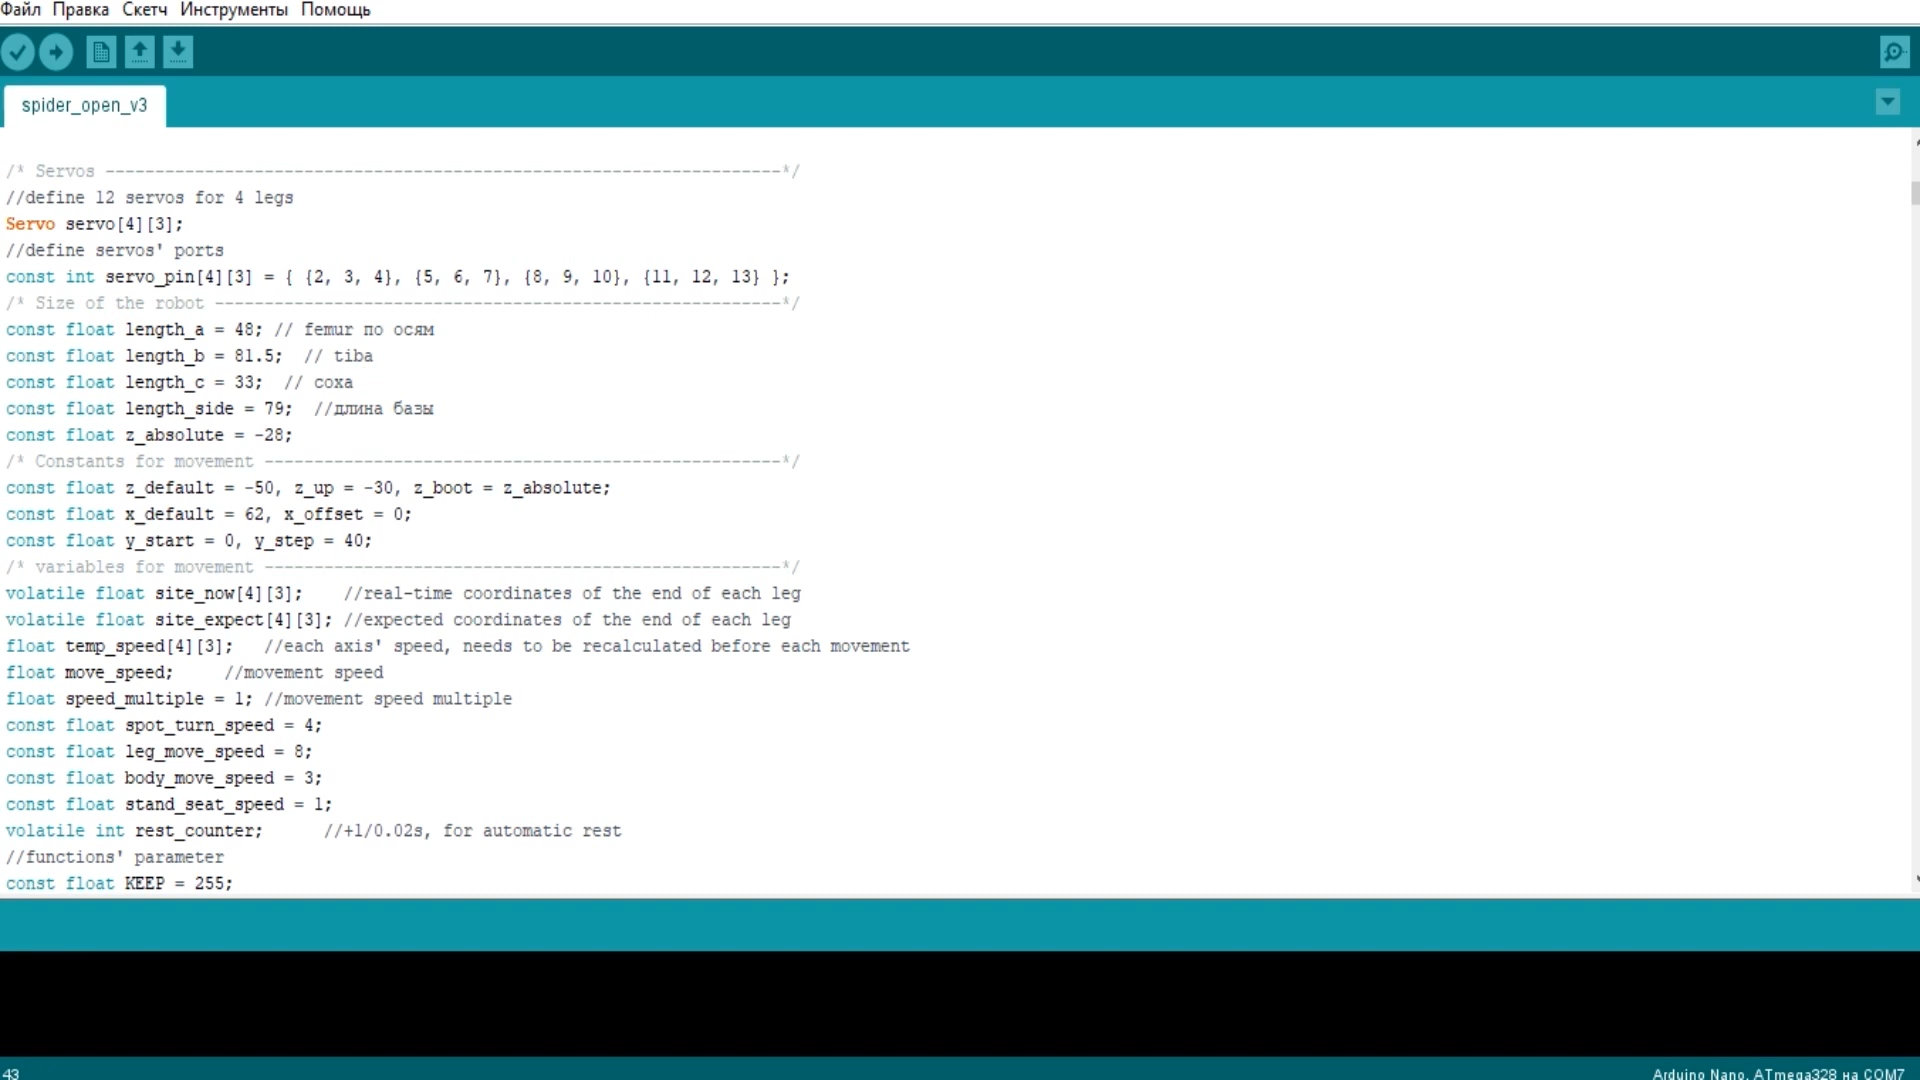 Файл Правка Скетч Инструменты Помощь
spider_open_v3
/* Servos --------------------------------------------------------------------*/
//define 12 servos for 4 legs
Servo servo[4][3];
//define servos' ports
const int servo_pin[4][3] = { {2, 3, 4}, {5, 6, 7}, {8, 9, 10}, {11, 12, 13} };
/* Size of the robot ---------------------------------------------------------*/
const float length_a = 48; // femur по осям
const float length_b = 81.5;  // tiba
const float length_c = 33;  // coxa
const float length_side = 79;  //длина базы
const float z_absolute = -28;
/* Constants for movement ----------------------------------------------------*/
const float z_default = -50, z_up = -30, z_boot = z_absolute;
const float x_default = 62, x_offset = 0;
const float y_start = 0, y_step = 40;
/* variables for movement ----------------------------------------------------*/
volatile float site_now[4][3];    //real-time coordinates of the end of each leg
volatile float site_expect[4][3]; //expected coordinates of the end of each leg
float temp_speed[4][3];   //each axis' speed, needs to be recalculated before each movement
float move_speed;     //movement speed
float speed_multiple = 1; //movement speed multiple
const float spot_turn_speed = 4;
const float leg_move_speed = 8;
const float body_move_speed = 3;
const float stand_seat_speed = 1;
volatile int rest_counter;      //+1/0.02s, for automatic rest
//functions' parameter
const float KEEP = 255;
43
Arduino Nano, ATmega328 на COM7